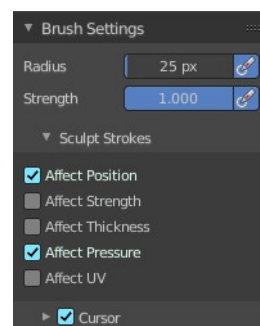 Brush Settings
Radius 25 px
Strength 1.000
Sculpt Strokes
Affect Position
Affect Strength
Affect Thickness
Affect Pressure
Affect UV
Cursor